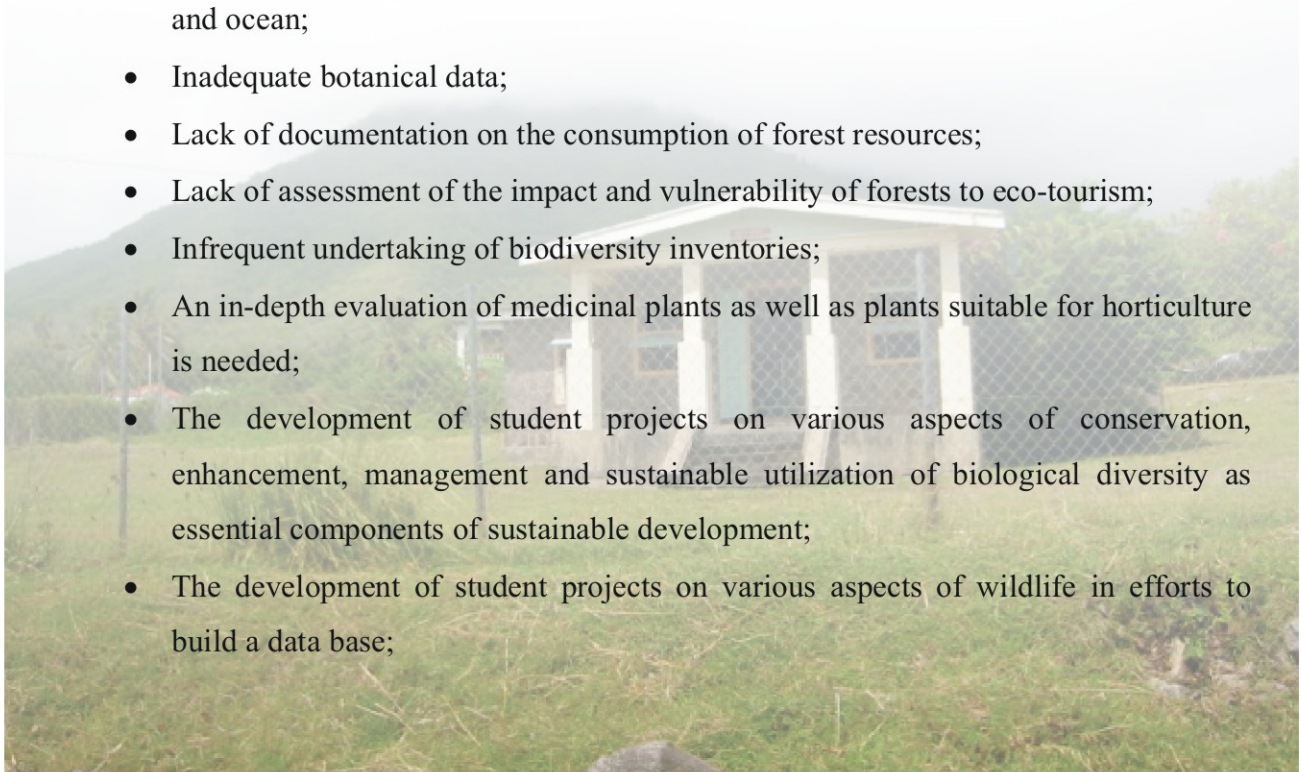 and ocean;
• Inadequate botanical data;
• Lack of documentation on the consumption of forest resources;
• Lack of assessment of the impact and vulnerability of forests to eco-tourism;
• Infrequent undertaking of biodiversity inventories;
• An in-depth evaluation of medicinal plants as well as plants suitable for horticulture
is needed;
• The development of student projects on various aspects of conservation,
enhancement, management and sustainable utilization of biological diversity as
essential components of sustainable development;
• The development of student projects on various aspects of wildlife in efforts to
build a data base;